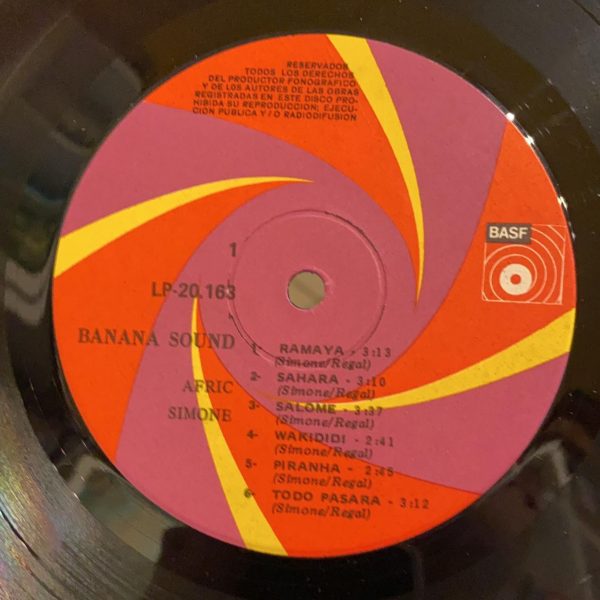 RESERVADOS
TODOS LOS DERECHOS
DEL PRODUCTOR FONOGRAFICO
Y DE LOS AUTORES DE LAS OBRAS
REGISTRADAS EN ESTE DISCO PRO-
HIBIDA SU REPRODUCCION; EJECU-
CION PUBLICA Y/O RADIODIFUSION
BASF
1
LP-20.163
BANANA SOUND
AFRIC
SIMONE
1- RAMAYA - 3:13
(Simone/Regal)
2- SAHARA - 3:10
(Simone/Regal)
3- SALOME - 3:37
(Simone/Regal)
4- WAKIDIDI - 2:41
(Simone/Regal)
5- PIRANHA - 2:45
(Simone/Regal)
6- TODO PASARA - 3:12
(Simone/Regal)